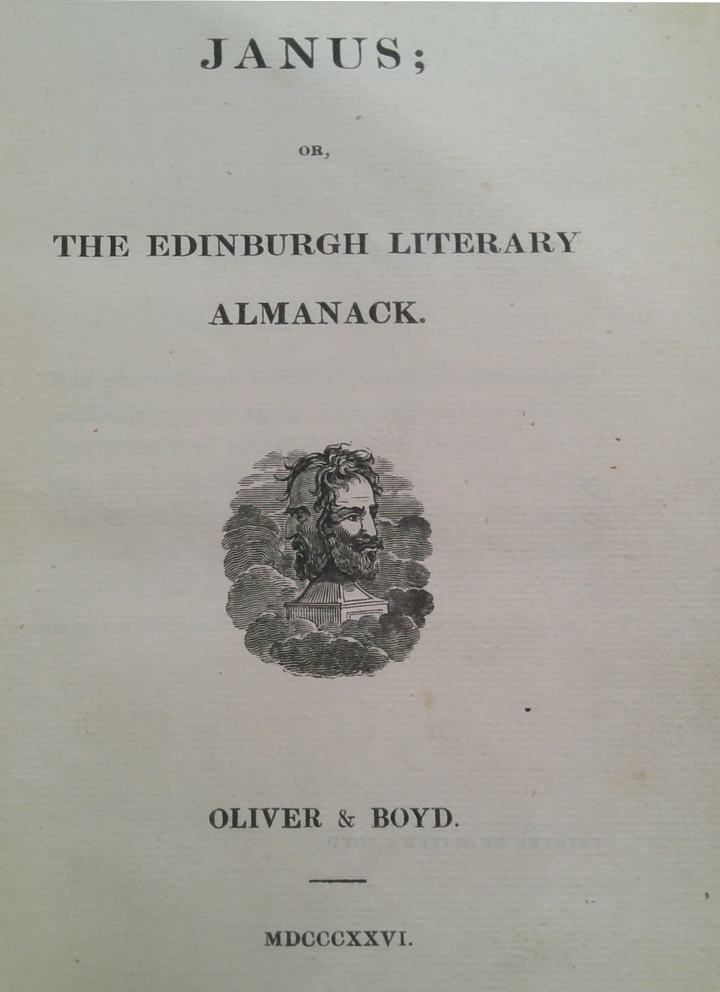 JANUS;
OR,
THE EDINBURGH LITERARY
ALMANACK.
OLIVER & BOYD.
MDCCCXXVI.